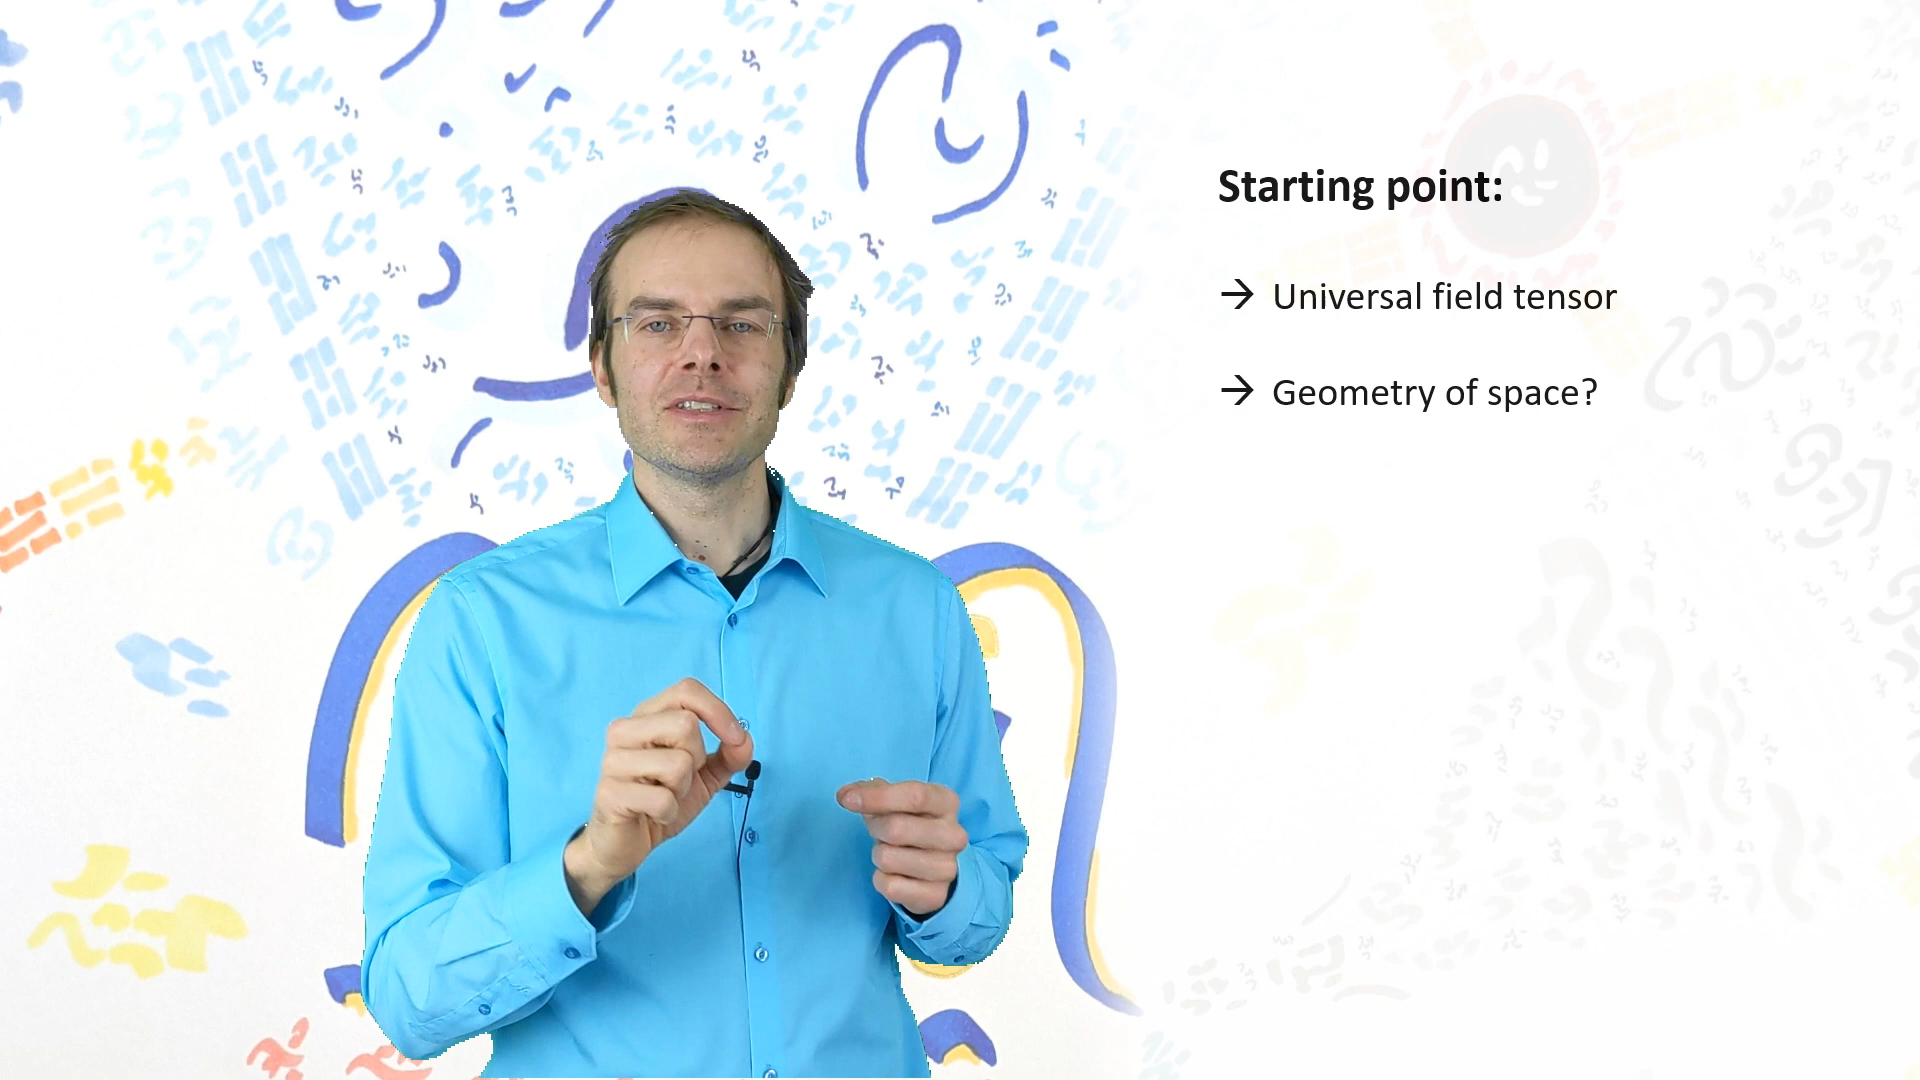 Starting point:
→ Universal field tensor
→ Geometry of space?